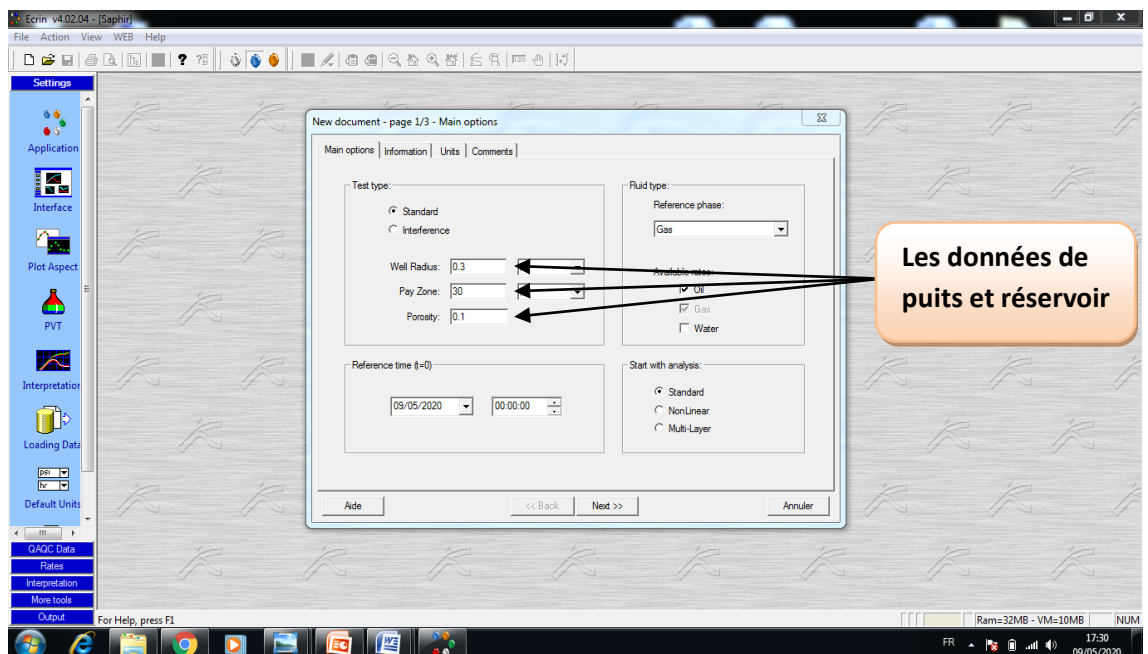 Ecrin v4.02.04 - [Saphir]
File Action View WEB Help
Settings
Application
Interface
Plot Aspect
PVT
Interpretation
Loading Data
psi
hr
Default Units
QAQC Data
Rates
Interpretation
More tools
Output
New document - page 1/3 - Main options
Main options Information Units Comments
Test type:
Standard
Interference
Well Radius: 0.3
Pay Zone: 30
Porosity: 0.1
Fluid type:
Reference phase:
Gas
Available rates:
Oil
Gas
Water
Reference time (t=0)
09/05/2020 00:00:00
Start with analysis:
Standard
NonLinear
Multi-Layer
Aide << Back Next >> Annuler
Les données de
puits et réservoir
For Help, press F1
Ram=32MB - VM=10MB NUM
FR
17:30
09/05/2020